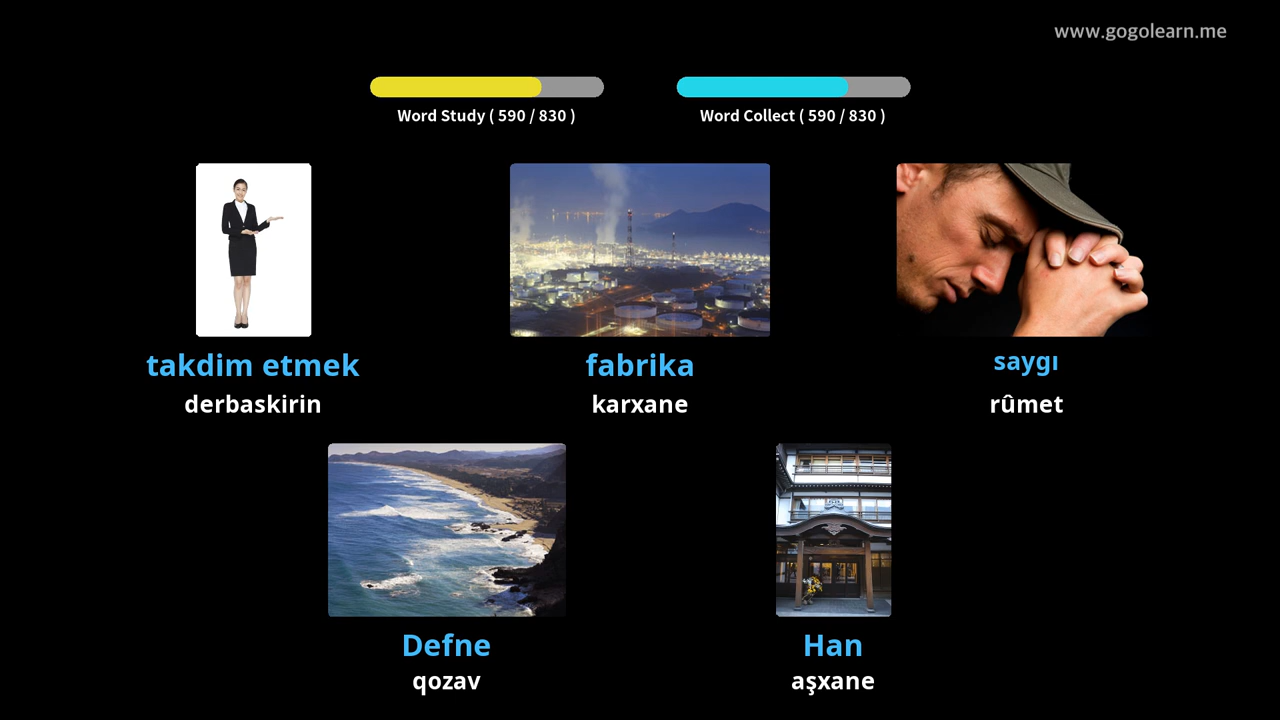 www.gogolearn.me
Word Study ( 590 / 830 )
Word Collect ( 590 / 830 )
takdim etmek
derbaskirin
fabrika
karxane
saygı
rûmet
Defne
qozav
Han
aşxane